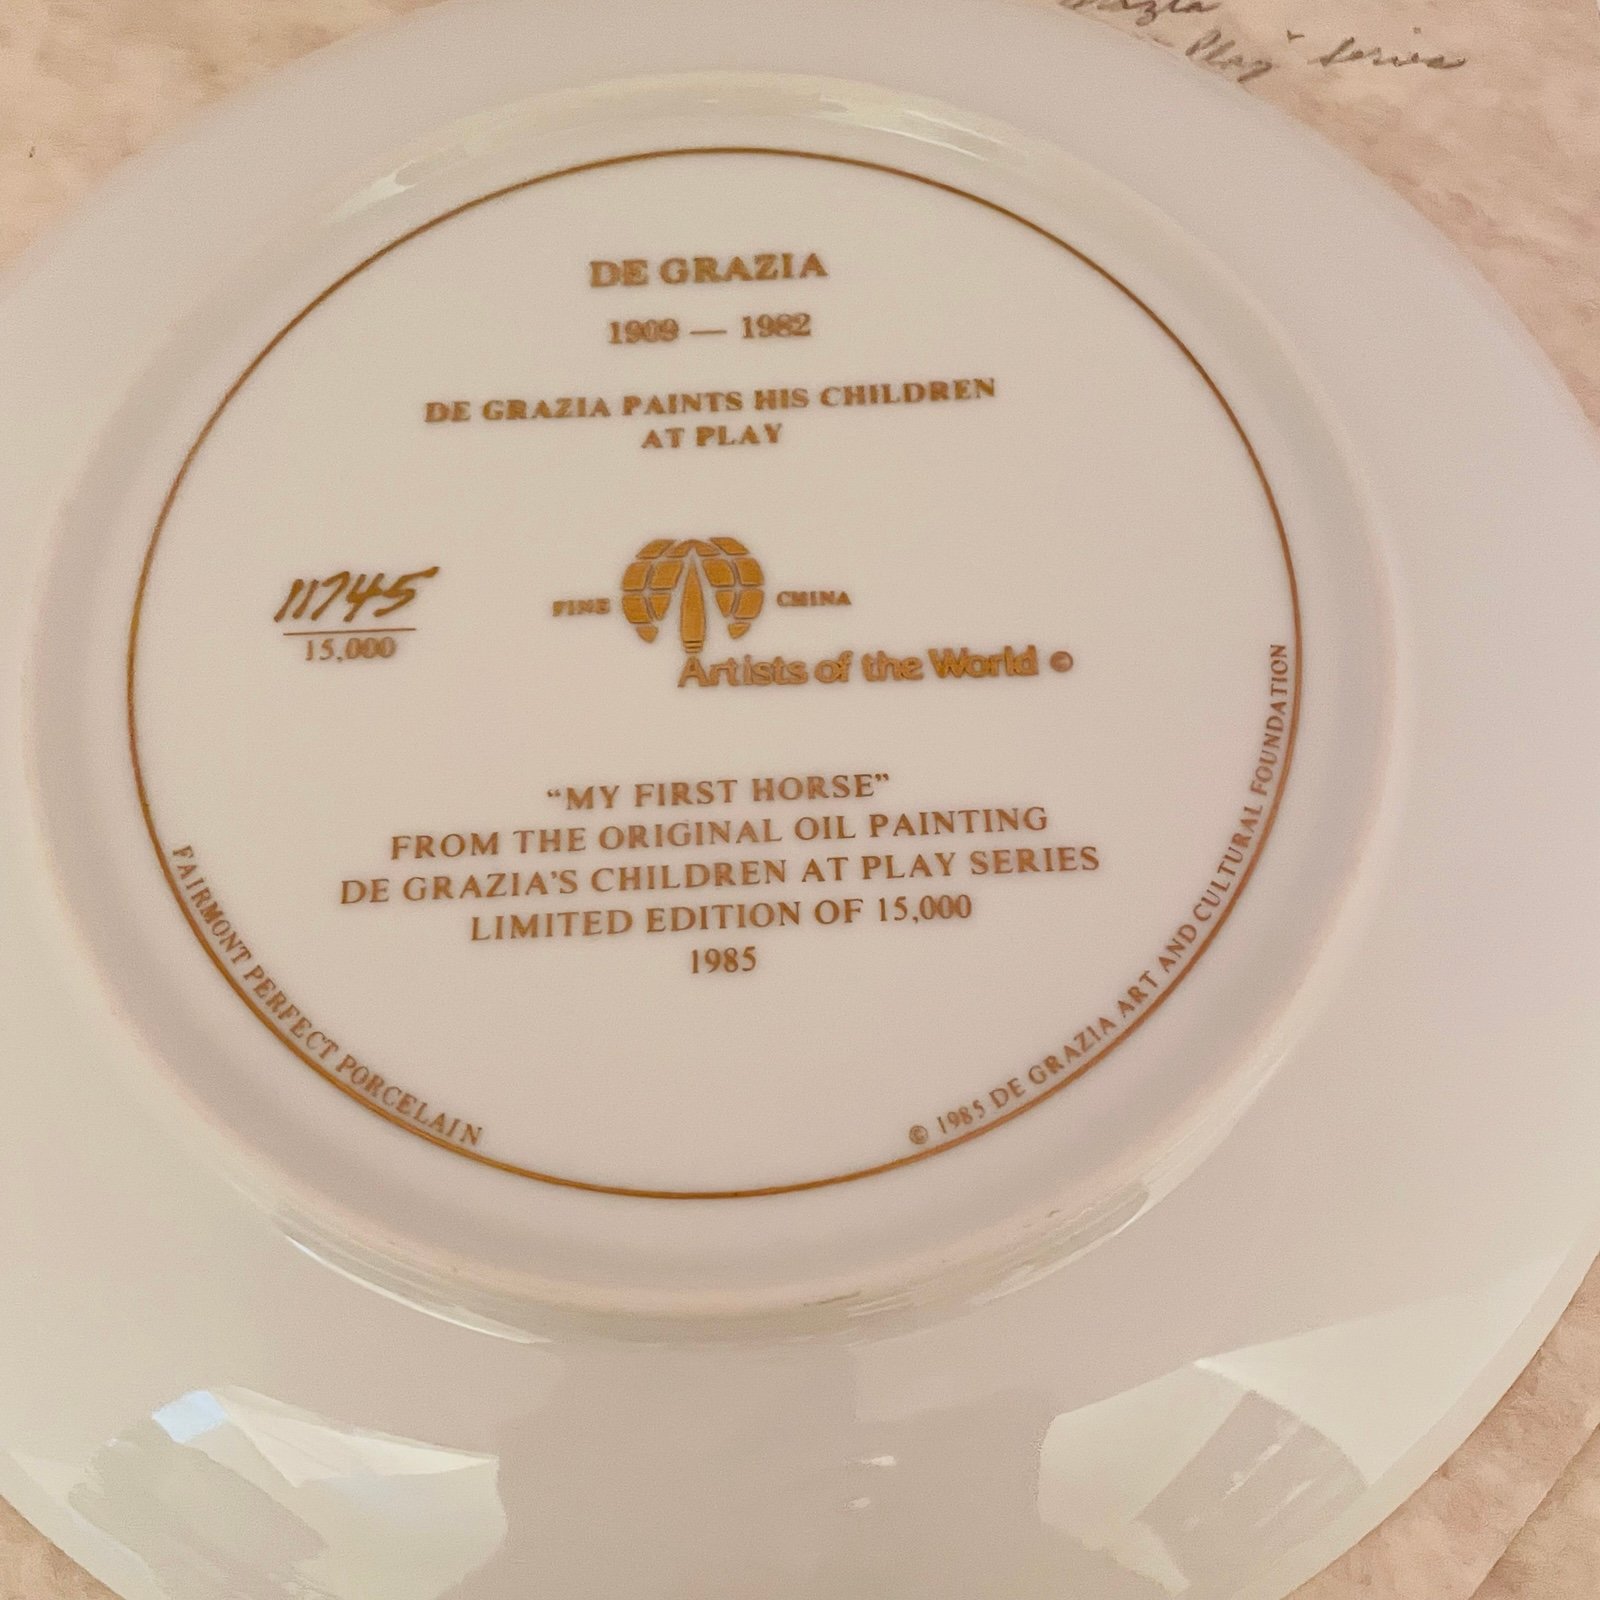 Play" Series
DE GRAZIA
1909 — 1982
DE GRAZIA PAINTS HIS CHILDREN
AT PLAY
11745
15,000
FINE CHINA
Artists of the World ©
"MY FIRST HORSE"
FROM THE ORIGINAL OIL PAINTING
DE GRAZIA'S CHILDREN AT PLAY SERIES
LIMITED EDITION OF 15,000
1985
FAIRMONT PERFECT PORCELAIN
© 1985 DE GRAZIA ART AND CULTURAL FOUNDATION